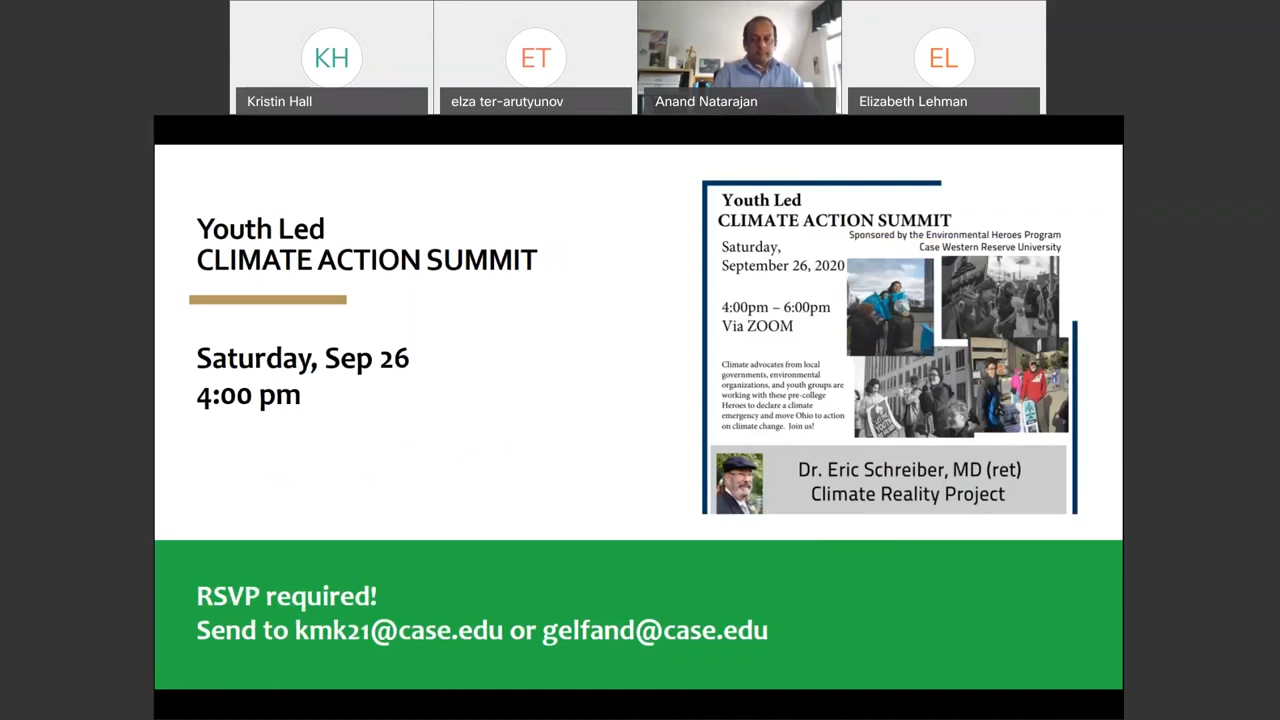 KH
ET
EL
Kristin Hall
elza ter-arutyunov
Anand Natarajan
Elizabeth Lehman
Youth Led
CLIMATE ACTION SUMMIT
Saturday, Sep 26
4:00 pm
Youth Led
CLIMATE ACTION SUMMIT
Sponsored by the Environmental Heroes Program
Case Western Reserve University
Saturday,
September 26, 2020
4:00pm – 6:00pm
Via ZOOM
Climate advocates from local
governments, environmental
organizations, and youth groups are
working with these pre-college
Heroes to declare a climate
emergency and move Ohio to action
on climate change. Join us!
Dr. Eric Schreiber, MD (ret)
Climate Reality Project
RSVP required!
Send to kmk21@case.edu or gelfand@case.edu